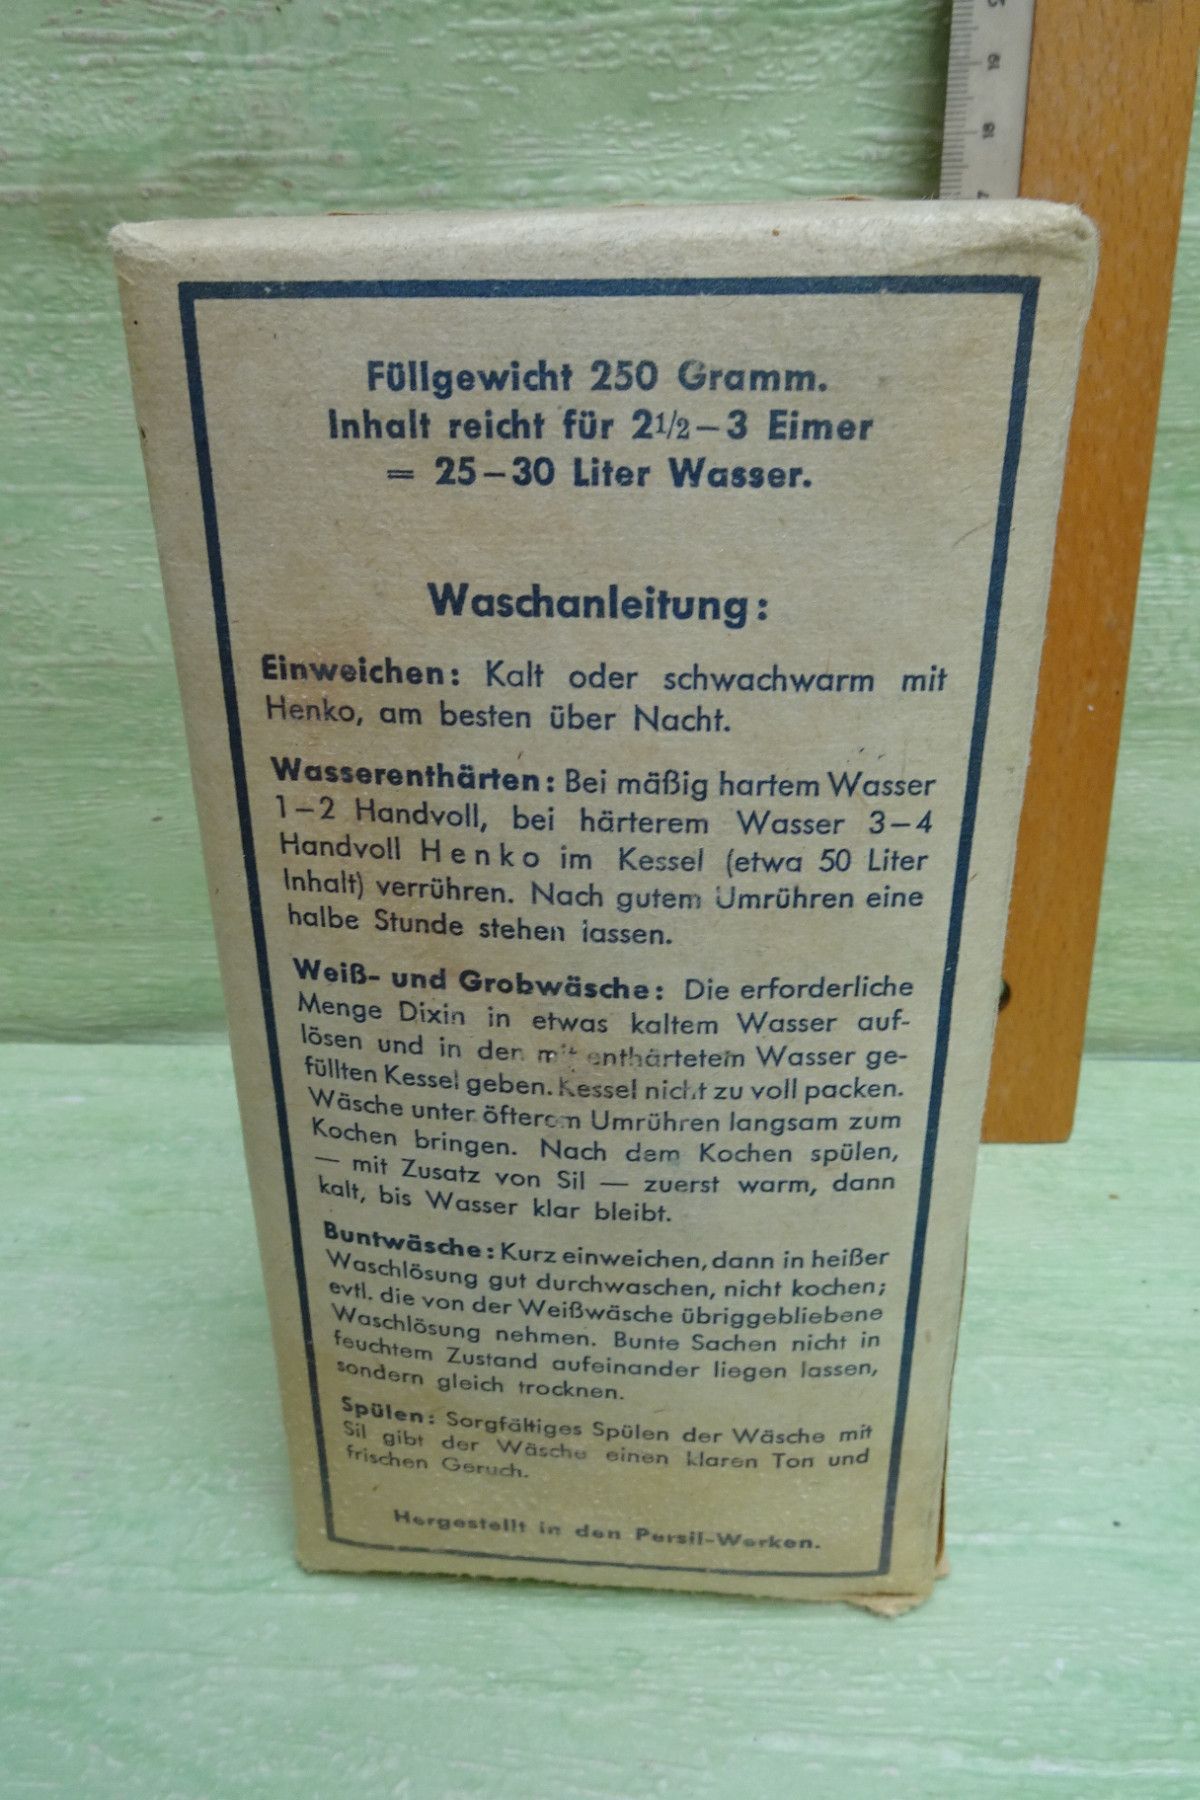 19
18
Füllgewicht 250 Gramm.
Inhalt reicht für 2 1/2 – 3 Eimer
= 25 – 30 Liter Wasser.
Waschanleitung:
Einweichen: Kalt oder schwachwarm mit
Henko, am besten über Nacht.
Wasserenthärten: Bei mäßig hartem Wasser
1 – 2 Handvoll, bei härterem Wasser 3 – 4
Handvoll Henko im Kessel (etwa 50 Liter
Inhalt) verrühren. Nach gutem Umrühren eine
halbe Stunde stehen lassen.
Weiß- und Grobwäsche: Die erforderliche
Menge Dixin in etwas kaltem Wasser auf-
lösen und in den mit enthärtetem Wasser ge-
füllten Kessel geben. Kessel nicht zu voll packen.
Wäsche unter öfterem Umrühren langsam zum
Kochen bringen. Nach dem Kochen spülen,
— mit Zusatz von Sil — zuerst warm, dann
kalt, bis Wasser klar bleibt.
Buntwäsche: Kurz einweichen, dann in heißer
Waschlösung gut durchwaschen, nicht kochen;
evtl. die von der Weißwäsche übriggebliebene
Waschlösung nehmen. Bunte Sachen nicht in
feuchtem Zustand aufeinander liegen lassen,
sondern gleich trocknen.
Spülen: Sorgfältiges Spülen der Wäsche mit
Sil gibt der Wäsche einen klaren Ton und
frischen Geruch.
Hergestellt in den Persil-Werken.